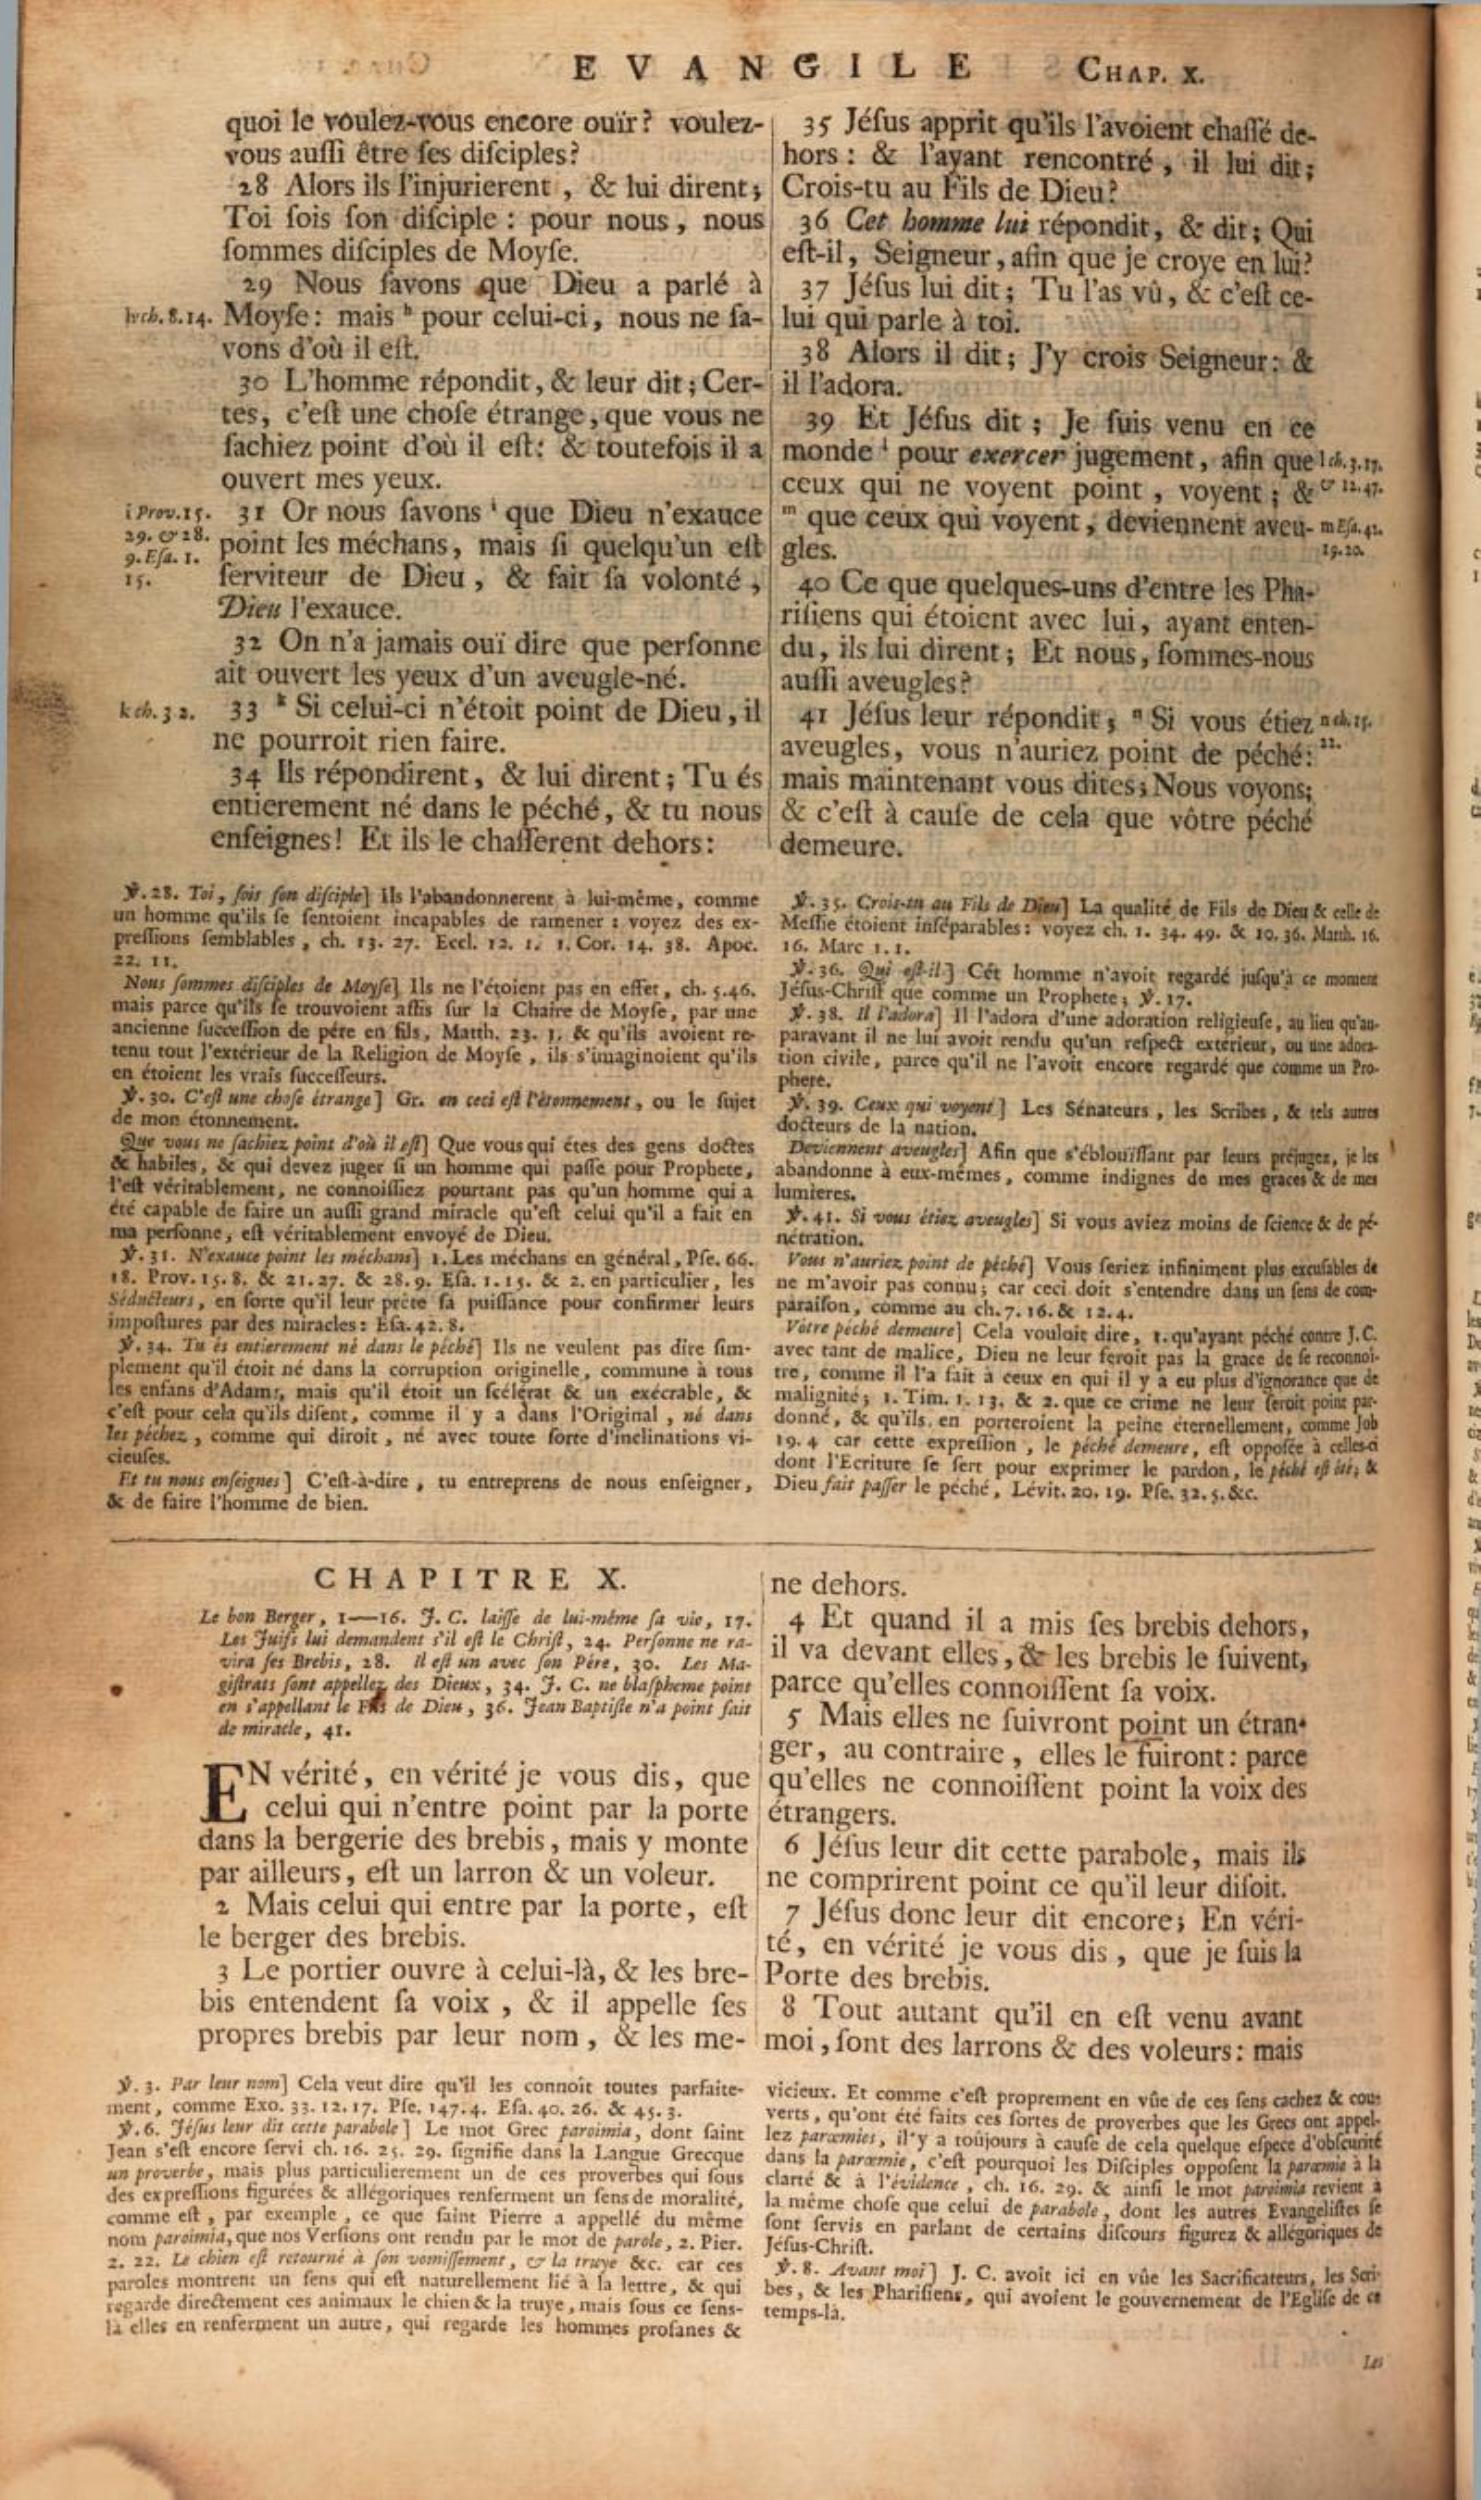 EVANGILE CHAP. X.
quoi le voulez-vous encore ouïr? voulez-
vous auſſi être ſes diſciples?
28 Alors ils l'injurierent, & lui dirent;
Toi ſois ſon diſciple: pour nous, nous
ſommes diſciples de Moyſe.
29 Nous ſavons que Dieu a parlé à
h ch. 8. 14. Moyſe: mais h pour celui-ci, nous ne ſa-
vons d'où il eſt.
30 L'homme répondit, & leur dit; Cer-
tes, c'eſt une choſe étrange, que vous ne
ſachiez point d'où il eſt: & toutefois il a
ouvert mes yeux.
i Prov. 15. 31 Or nous ſavons i que Dieu n'exauce
29. & 28. point les méchans, mais ſi quelqu'un eſt
9. Eſa. 1.
15. ſerviteur de Dieu, & fait ſa volonté,
Dieu l'exauce.
32 On n'a jamais ouï dire que perſonne
ait ouvert les yeux d'un aveugle-né.
k ch. 3 2. 33 k Si celui-ci n'étoit point de Dieu, il
ne pourroit rien faire.
34 Ils répondirent, & lui dirent; Tu és
entierement né dans le péché, & tu nous
enſeignes! Et ils le chaſſerent dehors:
35 Jéſus apprit qu'ils l'avoient chaſſé de-
hors: & l'ayant rencontré, il lui dit;
Crois-tu au Fils de Dieu?
36 Cet homme lui répondit, & dit; Qui
eſt-il, Seigneur, afin que je croye en lui?
37 Jéſus lui dit; Tu l'as vû, & c'eſt ce-
lui qui parle à toi.
38 Alors il dit; J'y crois Seigneur: &
il l'adora.
39 Et Jéſus dit; Je ſuis venu en ce
monde l pour exercer jugement, afin que l ch. 3. 17.
ceux qui ne voyent point, voyent; & & 12. 47.
m que ceux qui voyent, deviennent aveu- m Eſa. 42.
gles. 19. 20.
40 Ce que quelques-uns d'entre les Pha-
riſiens qui étoient avec lui, ayant enten-
du, ils lui dirent; Et nous, ſommes-nous
auſſi aveugles?
41 Jéſus leur répondit; n Si vous étiez n ch. 15.
aveugles, vous n'auriez point de péché: 22.
mais maintenant vous dites; Nous voyons;
& c'eſt à cauſe de cela que vôtre péché
demeure.
℣. 28. Toi, ſois ſon diſciple] Ils l'abandonnerent à lui-même, comme
un homme qu'ils ſe ſentoient incapables de ramener: voyez des ex-
preſſions ſemblables, ch. 13. 27. Eccl. 12. 1. 1. Cor. 14. 38. Apoc.
22. 11.
Nous ſommes diſciples de Moyſe] Ils ne l'étoient pas en effet, ch. 5. 46.
mais parce qu'ils ſe trouvoient aſſis ſur la Chaire de Moyſe, par une
ancienne ſucceſſion de pére en fils, Matth. 23. 1. & qu'ils avoient re-
tenu tout l'extérieur de la Religion de Moyſe, ils s'imaginoient qu'ils
en étoient les vrais ſucceſſeurs.
℣. 30. C'eſt une choſe étrange] Gr. en ceci eſt l'étonnement, ou le ſujet
de mon étonnement.
Que vous ne ſachiez point d'où il eſt] Que vous qui étes des gens doctes
& habiles, & qui devez juger ſi un homme qui paſſe pour Prophete,
l'eſt véritablement, ne connoiſſiez pourtant pas qu'un homme qui a
été capable de faire un auſſi grand miracle qu'eſt celui qu'il a fait en
ma perſonne, eſt véritablement envoyé de Dieu.
℣. 31. N'exauce point les méchans] 1. Les méchans en général, Pſe. 66.
18. Prov. 15. 8. & 21. 27. & 28. 9. Eſa. 1. 15. & 2. en particulier, les
Séducteurs, en ſorte qu'il leur prête ſa puiſſance pour confirmer leurs
impoſtures par des miracles: Eſa. 42. 8.
℣. 34. Tu és entierement né dans le péché] Ils ne veulent pas dire ſim-
plement qu'il étoit né dans la corruption originelle, commune à tous
les enfans d'Adam, mais qu'il étoit un ſcélérat & un exécrable, &
c'eſt pour cela qu'ils diſent, comme il y a dans l'Original, né dans
les péchez, comme qui diroit, né avec toute ſorte d'inclinations vi-
cieuſes.
Et tu nous enſeignes] C'eſt-à-dire, tu entreprens de nous enſeigner,
& de faire l'homme de bien.
℣. 35. Crois-tu au Fils de Dieu] La qualité de Fils de Dieu & celle de
Meſſie étoient inſéparables: voyez ch. 1. 34. 49. & 10. 36. Matth. 16.
16. Marc 1. 1.
℣. 36. Qui eſt-il] Cét homme n'avoit regardé juſqu'à ce moment
Jéſus-Chriſt que comme un Prophete; ℣. 17.
℣. 38. Il l'adora] Il l'adora d'une adoration religieuſe, au lieu qu'au-
paravant il ne lui avoit rendu qu'un reſpect extérieur, ou une adora-
tion civile, parce qu'il ne l'avoit encore regardé que comme un Pro-
phete.
℣. 39. Ceux qui voyent] Les Sénateurs, les Scribes, & tels autres
docteurs de la nation.
Deviennent aveugles] Afin que s'éblouïſſant par leurs préjugez, je les
abandonne à eux-mêmes, comme indignes de mes graces & de mes
lumieres.
℣. 41. Si vous étiez aveugles] Si vous aviez moins de ſcience & de pé-
nétration.
Vous n'auriez point de péché] Vous ſeriez infiniment plus excuſables de
ne m'avoir pas connu; car ceci doit s'entendre dans un ſens de com-
paraiſon, comme au ch. 7. 16. & 12. 4.
Vôtre péché demeure] Cela vouloit dire, 1. qu'ayant péché contre J. C.
avec tant de malice, Dieu ne leur feroit pas la grace de ſe reconnoî-
tre, comme il l'a fait à ceux en qui il y a eu plus d'ignorance que de
malignité; 1. Tim. 1. 13. & 2. que ce crime ne leur ſeroit point par-
donné, & qu'ils en porteroient la peine éternellement, comme Job
19. 4 car cette expreſſion, le péché demeure, eſt oppoſée à celles-ci
dont l'Ecriture ſe ſert pour exprimer le pardon, le péché eſt ôté; &
Dieu fait paſſer le péché, Lévit. 20. 19. Pſe. 32. 5. &c.
CHAPITRE X.
Le bon Berger, 1—16. J. C. laiſſe de lui-même ſa vie, 17.
Les Juifs lui demandent s'il eſt le Chriſt, 24. Perſonne ne ra-
vira ſes Brebis, 28. Il eſt un avec ſon Pére, 30. Les Ma-
giſtrats ſont appellez des Dieux, 34. J. C. ne blaſpheme point
en s'appellant le Fils de Dieu, 36. Jean Baptiſte n'a point fait
de miracle, 41.
EN vérité, en vérité je vous dis, que
celui qui n'entre point par la porte
dans la bergerie des brebis, mais y monte
par ailleurs, eſt un larron & un voleur.
2 Mais celui qui entre par la porte, eſt
le berger des brebis.
3 Le portier ouvre à celui-là, & les bre-
bis entendent ſa voix, & il appelle ſes
propres brebis par leur nom, & les me-
ne dehors.
4 Et quand il a mis ſes brebis dehors,
il va devant elles, & les brebis le ſuivent,
parce qu'elles connoiſſent ſa voix.
5 Mais elles ne ſuivront point un étran-
ger, au contraire, elles le fuiront: parce
qu'elles ne connoiſſent point la voix des
étrangers.
6 Jéſus leur dit cette parabole, mais ils
ne comprirent point ce qu'il leur diſoit.
7 Jéſus donc leur dit encore; En véri-
té, en vérité je vous dis, que je ſuis la
Porte des brebis.
8 Tout autant qu'il en eſt venu avant
moi, ſont des larrons & des voleurs: mais
℣. 3. Par leur nom] Cela veut dire qu'il les connoît toutes parfaite-
ment, comme Exo. 33. 12. 17. Pſe. 147. 4. Eſa. 40. 26. & 45. 3.
℣. 6. Jéſus leur dit cette parabole] Le mot Grec paroimia, dont ſaint
Jean s'eſt encore ſervi ch. 16. 25. 29. ſignifie dans la Langue Grecque
un proverbe, mais plus particulierement un de ces proverbes qui ſous
des expreſſions figurées & allégoriques renferment un ſens de moralité,
comme eſt, par exemple, ce que ſaint Pierre a appellé du même
nom paroimia, que nos Verſions ont rendu par le mot de parole, 2. Pier.
2. 22. Le chien eſt retourné à ſon vomiſſement, & la truye &c. car ces
paroles montrent un ſens qui eſt naturellement lié à la lettre, & qui
regarde directement ces animaux le chien & la truye, mais ſous ce ſens-
là elles en renferment un autre, qui regarde les hommes profanes &
vicieux. Et comme c'eſt proprement en vûe de ces ſens cachez & cou-
verts, qu'ont été faits ces ſortes de proverbes que les Grecs ont appel-
lez parœmies, il y a toûjours à cauſe de cela quelque eſpece d'obſcurité
dans la parœmie, c'eſt pourquoi les Diſciples oppoſent la parœmie à la
clarté & à l'évidence, ch. 16. 29. & ainſi le mot paroimia revient à
la même choſe que celui de parabole, dont les autres Evangeliſtes ſe
ſont ſervis en parlant de certains diſcours figurez & allégoriques de
Jéſus-Chriſt.
℣. 8. Avant moi] J. C. avoit ici en vûe les Sacrificateurs, les Scri-
bes, & les Phariſiens, qui avoient le gouvernement de l'Egliſe de ce
temps-là.
Les